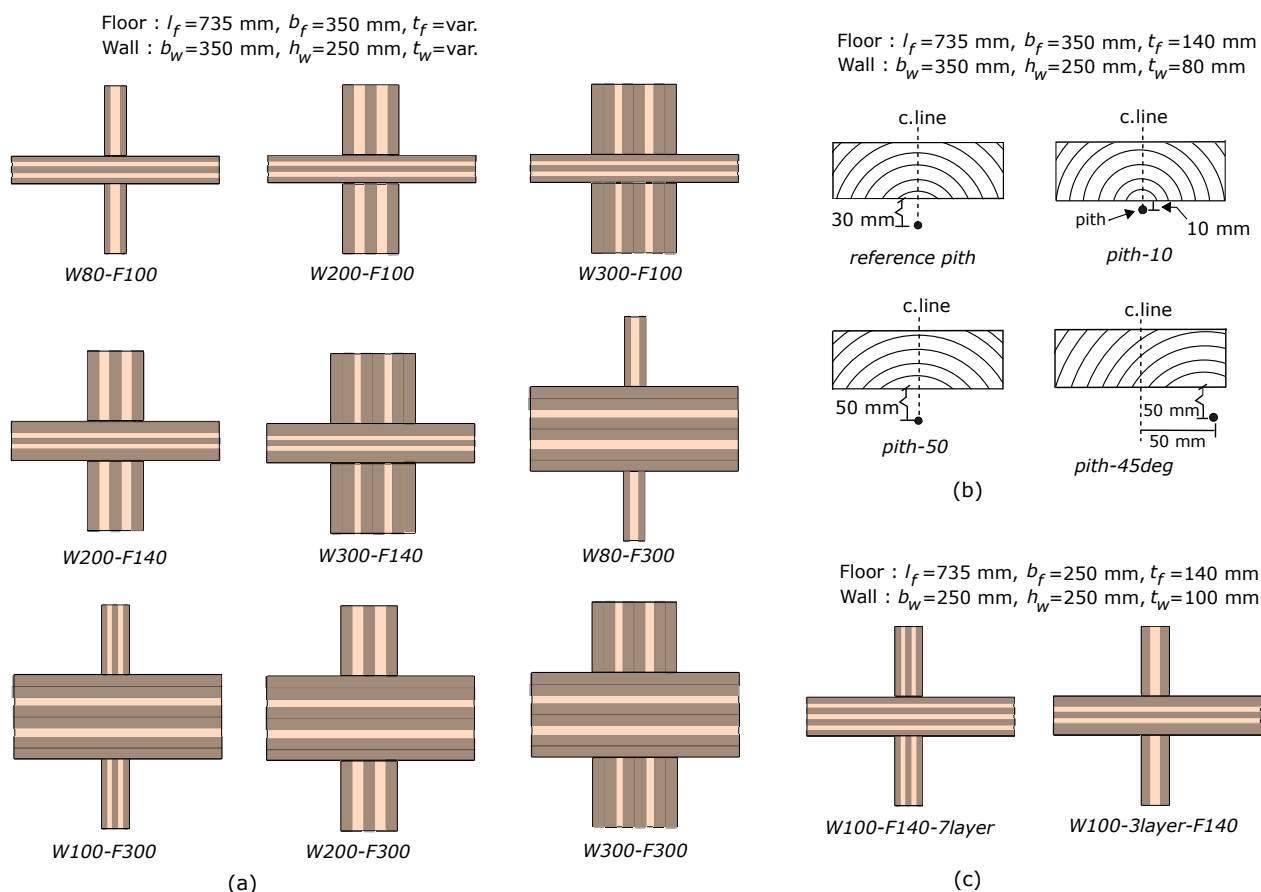 Floor : l_f=735 mm, b_f=350 mm, t_f=var.
Wall : b_w=350 mm, h_w=250 mm, t_w=var.
W80-F100
W200-F100
W300-F100
W200-F140
W300-F140
W80-F300
W100-F300
W200-F300
W300-F300
(a)
Floor : l_f=735 mm, b_f=350 mm, t_f=140 mm
Wall : b_w=350 mm, h_w=250 mm, t_w=80 mm
c.line
c.line
30 mm
pith
10 mm
reference pith
pith-10
c.line
c.line
50 mm
50 mm
50 mm
pith-50
pith-45deg
(b)
Floor : l_f=735 mm, b_f=250 mm, t_f=140 mm
Wall : b_w=250 mm, h_w=250 mm, t_w=100 mm
W100-F140-7layer
W100-3layer-F140
(c)